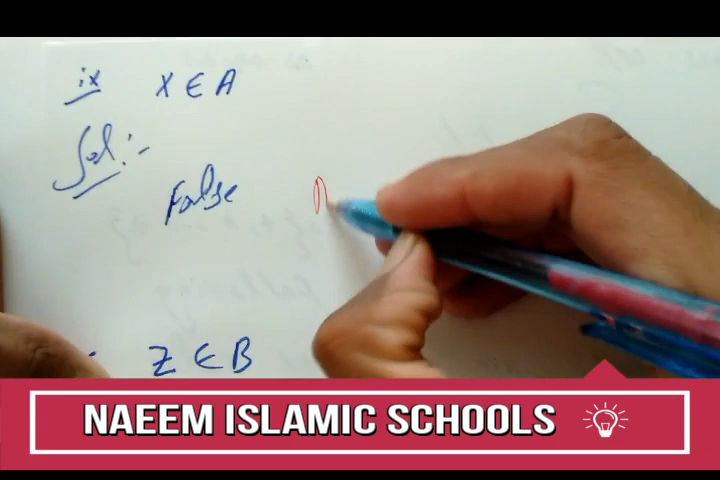 ix X ∈ A
Sol:-
False
Z ∈ B
NAEEM ISLAMIC SCHOOLS